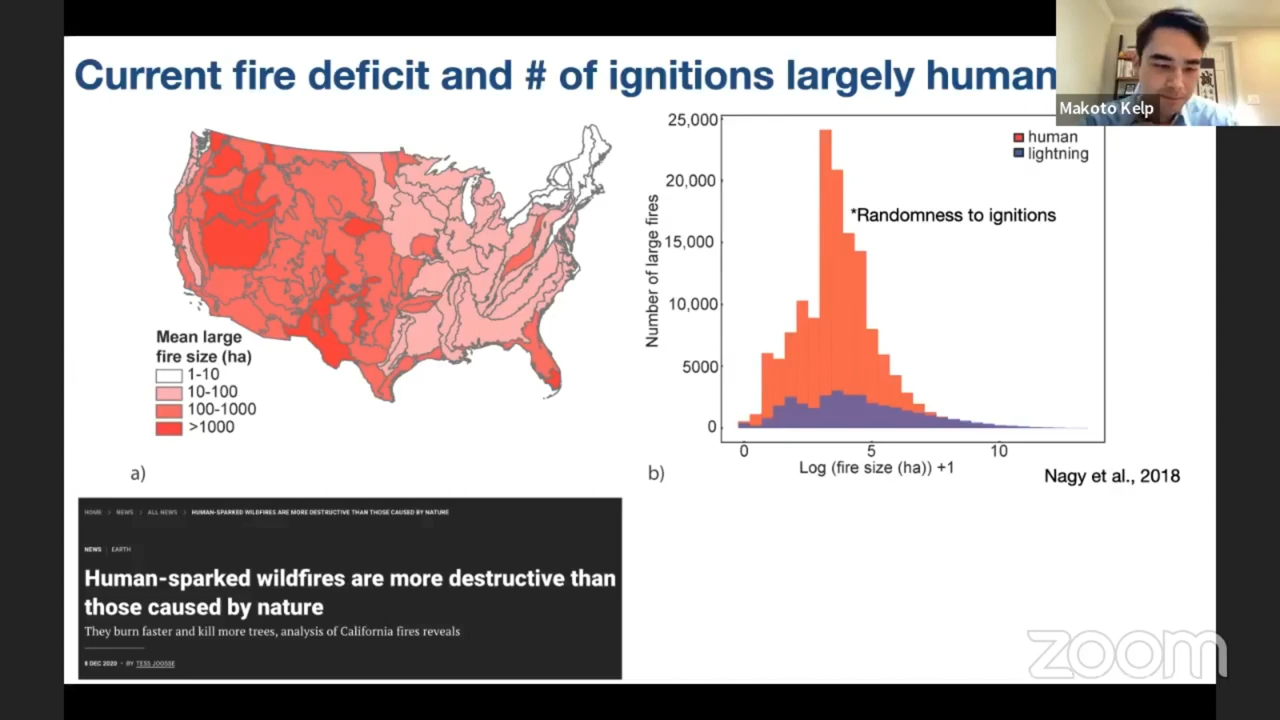 Current fire deficit and # of ignitions largely human
Makoto Kelp
Mean large
fire size (ha)
1-10
10-100
100-1000
>1000
a)
25,000
20,000
15,000
10,000
5000
0
Number of large fires
human
lightning
*Randomness to ignitions
0 5 10
Log (fire size (ha)) +1
b)
Nagy et al., 2018
HOME > NEWS > ALL NEWS > HUMAN-SPARKED WILDFIRES ARE MORE DESTRUCTIVE THAN THOSE CAUSED BY NATURE
NEWS | EARTH
Human-sparked wildfires are more destructive than
those caused by nature
They burn faster and kill more trees, analysis of California fires reveals
8 DEC 2020 • BY TESS JOOSSE
zoom